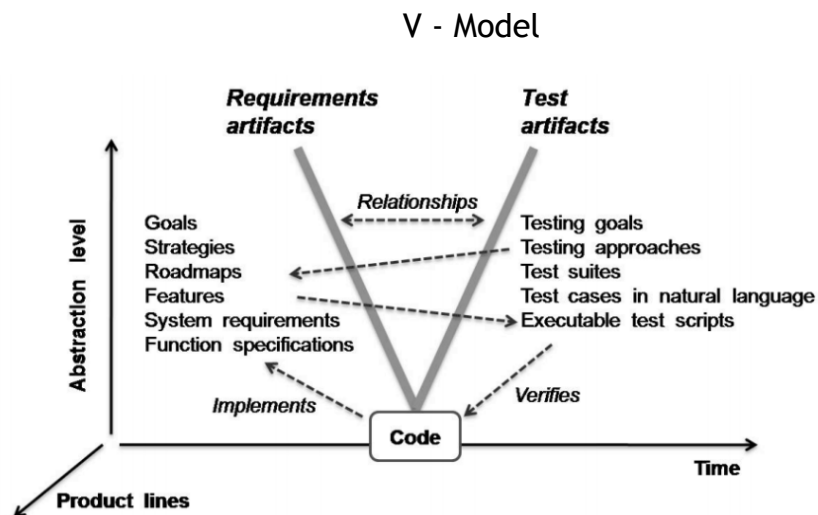 V - Model
Requirements
artifacts
Test
artifacts
Relationships
Abstraction level
Goals
Strategies
Roadmaps
Features
System requirements
Function specifications
Testing goals
Testing approaches
Test suites
Test cases in natural language
Executable test scripts
Implements
Verifies
Code
Time
Product lines